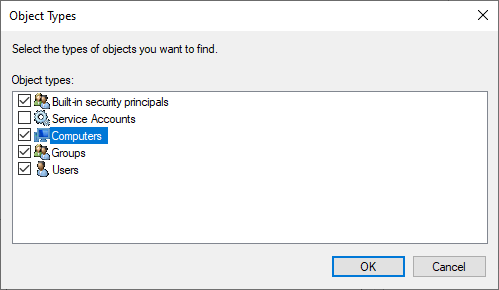 Object Types
Select the types of objects you want to find.
Object types:
Built-in security principals
Service Accounts
Computers
Groups
Users
OK Cancel